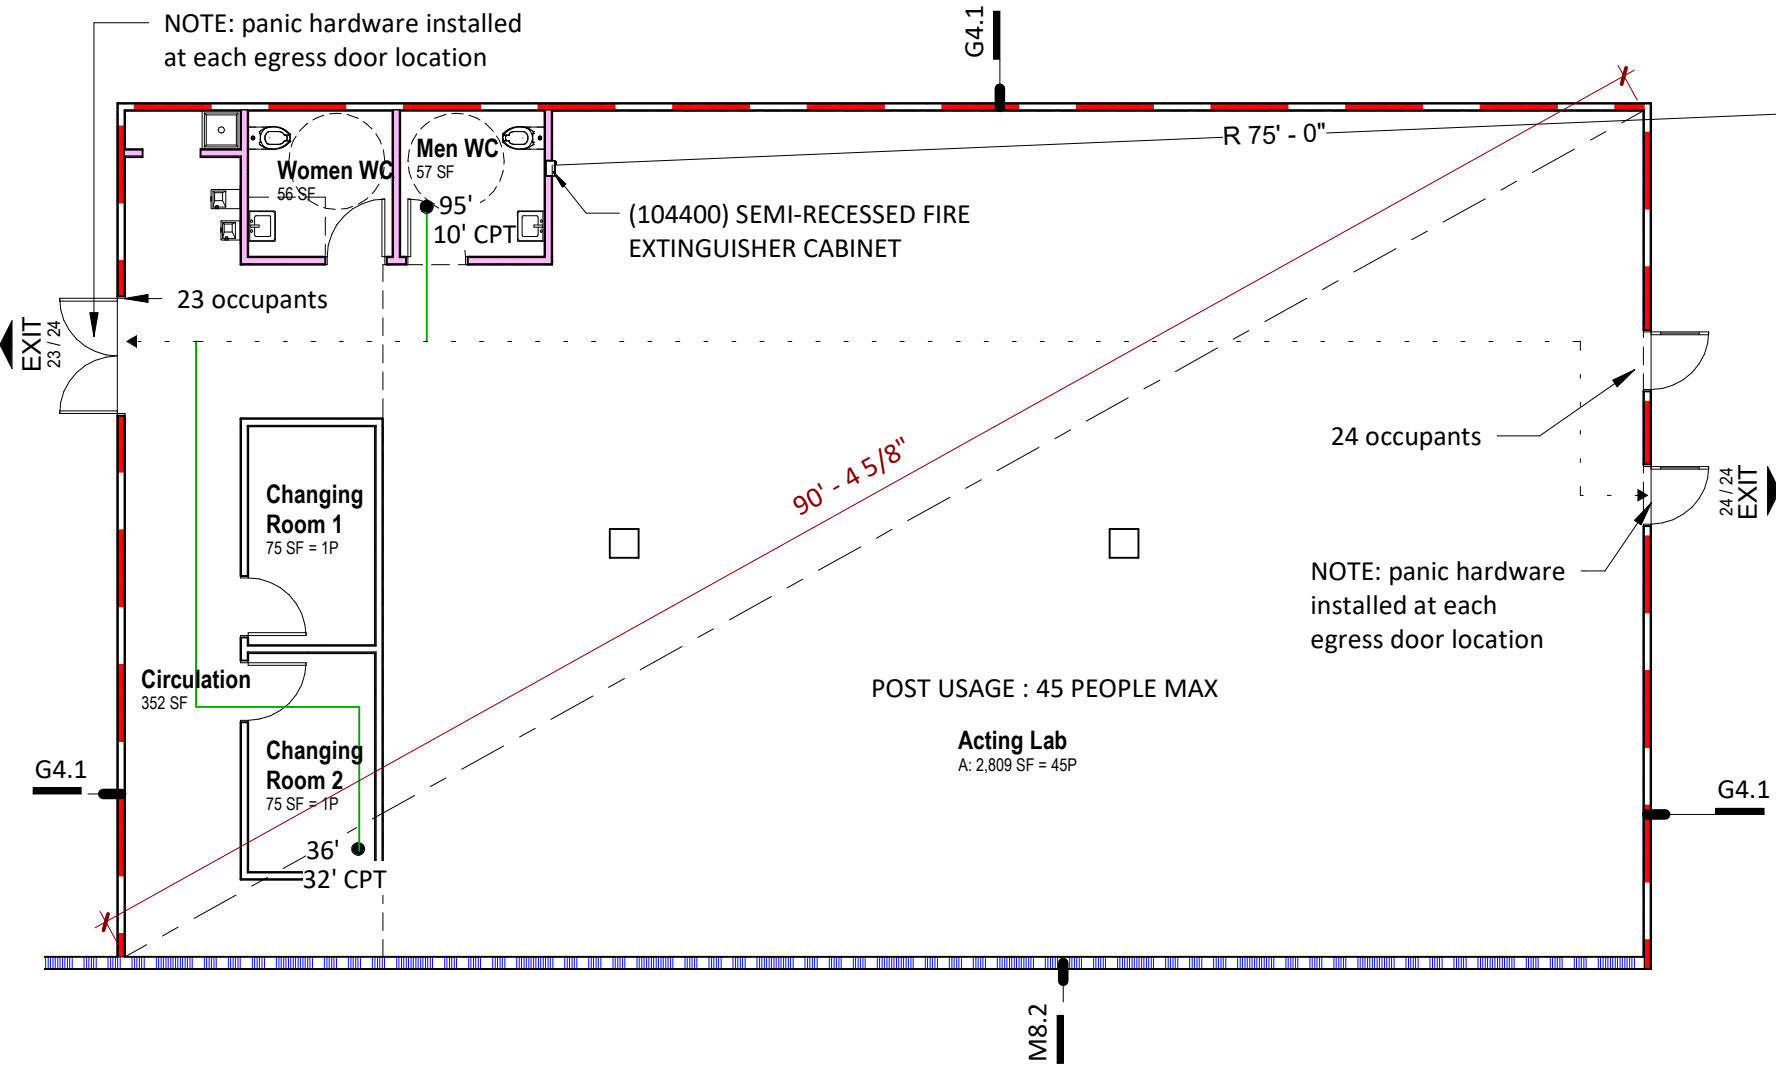 NOTE: panic hardware installed
at each egress door location
G4.1
R 75' - 0"
Women WC
56 SF
Men WC
57 SF
95'
10' CPT
(104400) SEMI-RECESSED FIRE
EXTINGUISHER CABINET
23 occupants
EXIT
23 / 24
90' - 4 5/8"
24 occupants
24 / 24
EXIT
Changing
Room 1
75 SF = 1P
NOTE: panic hardware
installed at each
egress door location
Circulation
352 SF
POST USAGE : 45 PEOPLE MAX
Acting Lab
A: 2,809 SF = 45P
Changing
Room 2
75 SF = 1P
G4.1
G4.1
36'
32' CPT
M8.2